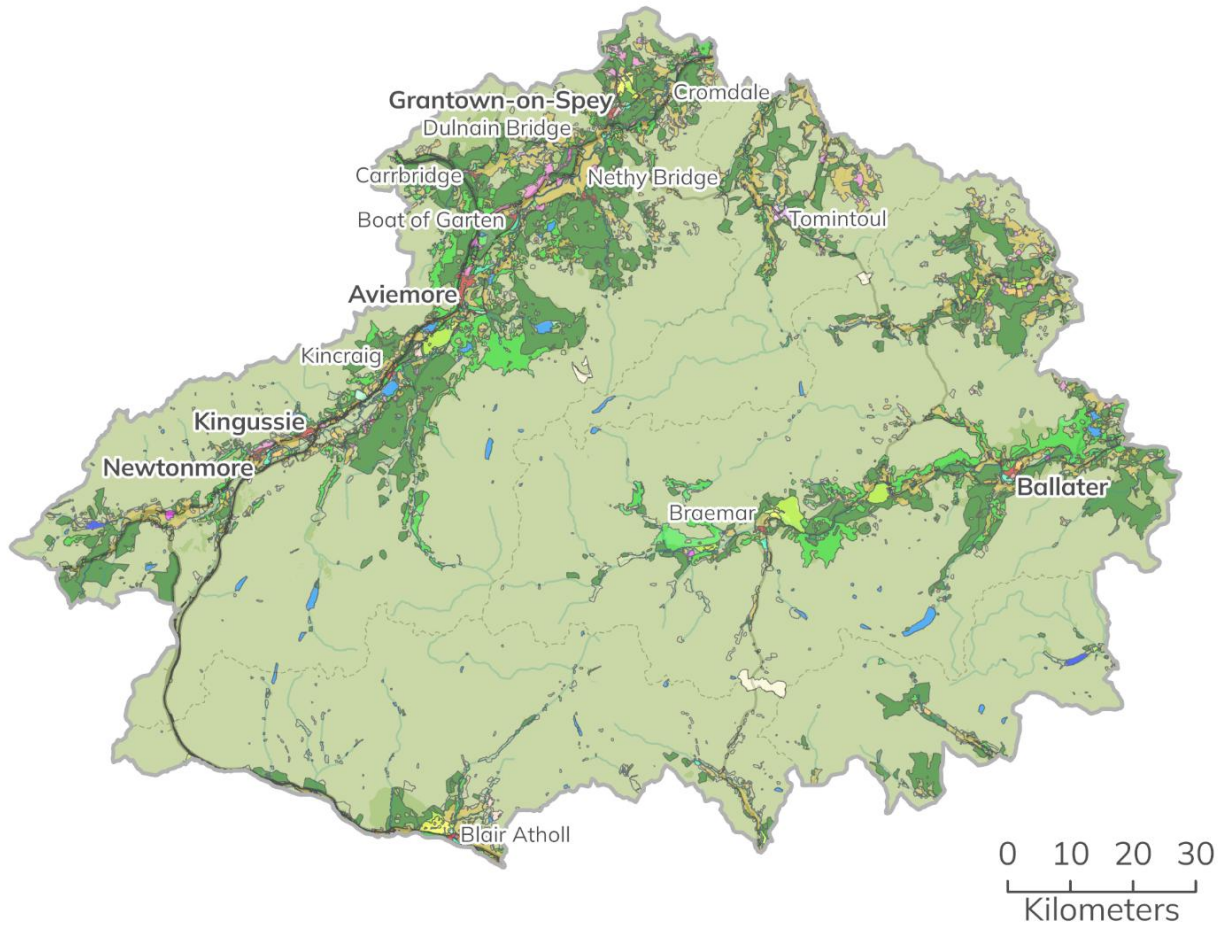 Cromdale
Grantown-on-Spey
Dulnain Bridge
Carrbridge
Nethy Bridge
Boat of Garten
Tomintoul
Aviemore
Kincraig
Kingussie
Newtonmore
Ballater
Braemar
Blair Atholl
0 10 20 30
Kilometers